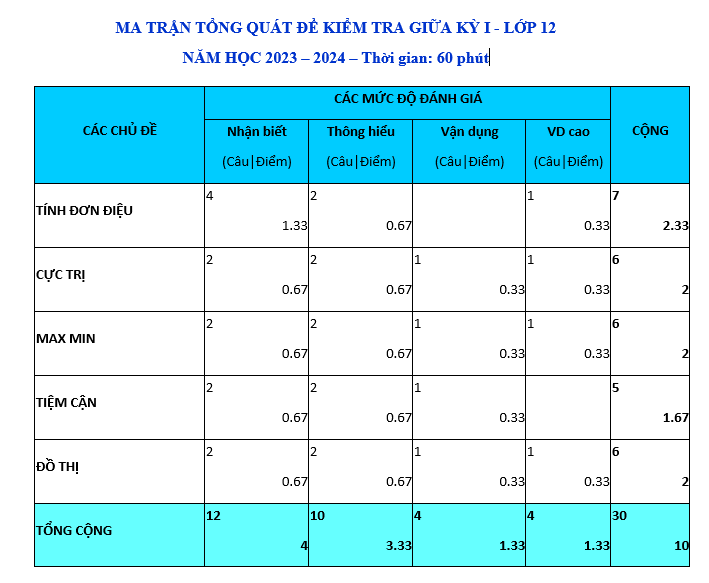 MA TRẬN TỔNG QUÁT ĐỀ KIỂM TRA GIỮA KỲ I - LỚP 12
NĂM HỌC 2023 – 2024 – Thời gian: 60 phút
CÁC CHỦ ĐỀ
CÁC MỨC ĐỘ ĐÁNH GIÁ
CỘNG
Nhận biết
(Câu|Điểm)
Thông hiểu
(Câu|Điểm)
Vận dụng
(Câu|Điểm)
VD cao
(Câu|Điểm)
TÍNH ĐƠN ĐIỆU
4
1.33
2
0.67
1
0.33
7
2.33
CỰC TRỊ
2
0.67
2
0.67
1
0.33
1
0.33
6
2
MAX MIN
2
0.67
2
0.67
1
0.33
1
0.33
6
2
TIỆM CẬN
2
0.67
2
0.67
1
0.33
5
1.67
ĐỒ THỊ
2
0.67
2
0.67
1
0.33
1
0.33
6
2
TỔNG CỘNG
12
4
10
3.33
4
1.33
4
1.33
30
10